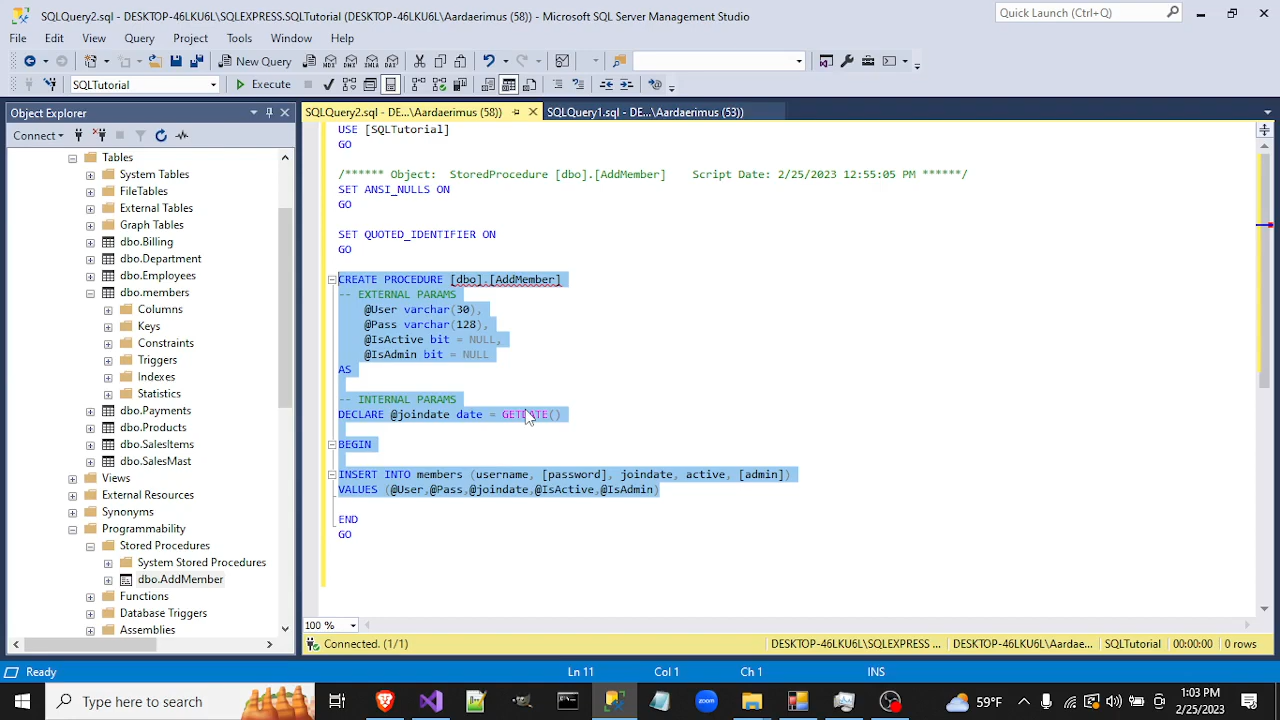 SQLQuery2.sql - DESKTOP-46LKU6L\SQLEXPRESS.SQLTutorial (DESKTOP-46LKU6L\Aardaerimus (58)) - Microsoft SQL Server Management Studio
Quick Launch (Ctrl+Q)
File Edit View Query Project Tools Window Help
New Query
MDX DMX XMLA DAX
SQLTutorial
Execute
Object Explorer
SQLQuery2.sql - DE...\Aardaerimus (58))
SQLQuery1.sql - DE...\Aardaerimus (53))
Connect
Tables
System Tables
FileTables
External Tables
Graph Tables
dbo.Billing
dbo.Department
dbo.Employees
dbo.members
Columns
Keys
Constraints
Triggers
Indexes
Statistics
dbo.Payments
dbo.Products
dbo.SalesItems
dbo.SalesMast
Views
External Resources
Synonyms
Programmability
Stored Procedures
System Stored Procedures
dbo.AddMember
Functions
Database Triggers
Assemblies
USE [SQLTutorial]
GO
/****** Object:  StoredProcedure [dbo].[AddMember]    Script Date: 2/25/2023 12:55:05 PM ******/
SET ANSI_NULLS ON
GO
SET QUOTED_IDENTIFIER ON
GO
CREATE PROCEDURE [dbo].[AddMember]
-- EXTERNAL PARAMS
@User varchar(30),
@Pass varchar(128),
@IsActive bit = NULL,
@IsAdmin bit = NULL
AS
-- INTERNAL PARAMS
DECLARE @joindate date = GETDATE()
BEGIN
INSERT INTO members (username, [password], joindate, active, [admin])
VALUES (@User,@Pass,@joindate,@IsActive,@IsAdmin)
END
GO
100 %
Connected. (1/1)
DESKTOP-46LKU6L\SQLEXPRESS ...
DESKTOP-46LKU6L\Aardae...
SQLTutorial
00:00:00
0 rows
Ready
Ln 11
Col 1
Ch 1
INS
Type here to search
zoom
59°F
1:03 PM
2/25/2023